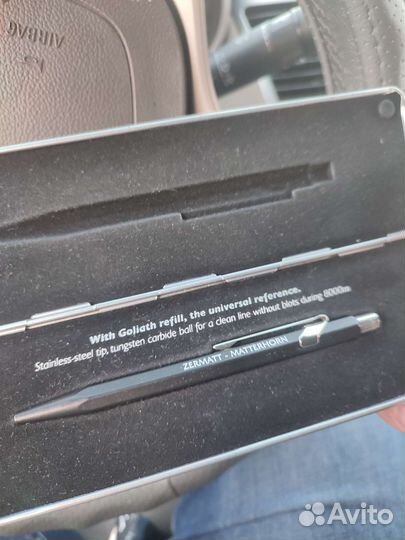 AIRBAG
With Goliath refill, the universal reference.
Stainless-steel tip, tungsten carbide ball for a clean line without blots during 8000m
ZERMATT - MATTERHORN
Avito